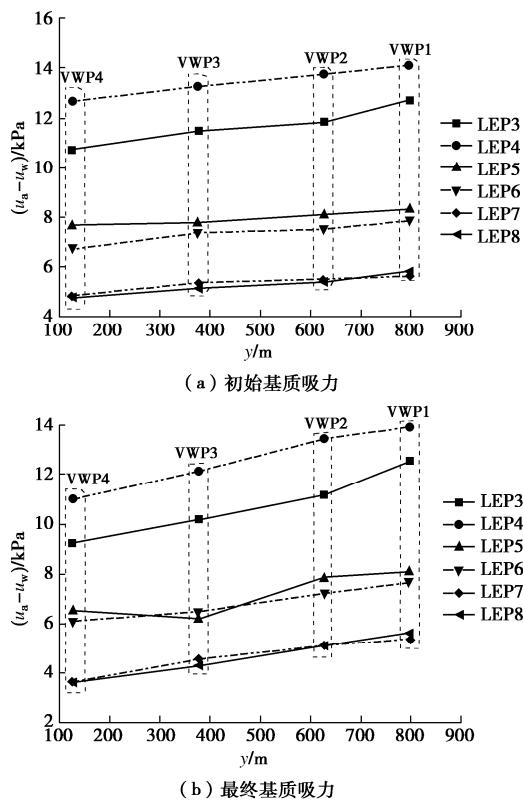 16
14
12
10
8
6
4
(ua−uw)/kPa
VWP4
VWP3
VWP2
VWP1
LEP3
LEP4
LEP5
LEP6
LEP7
LEP8
100 200 300 400 500 600 700 800 900
y/m
(a)初始基质吸力
14
12
10
8
6
4
2
(ua−uw)/kPa
VWP4
VWP3
VWP2
VWP1
LEP3
LEP4
LEP5
LEP6
LEP7
LEP8
100 200 300 400 500 600 700 800 900
y/m
(b)最终基质吸力